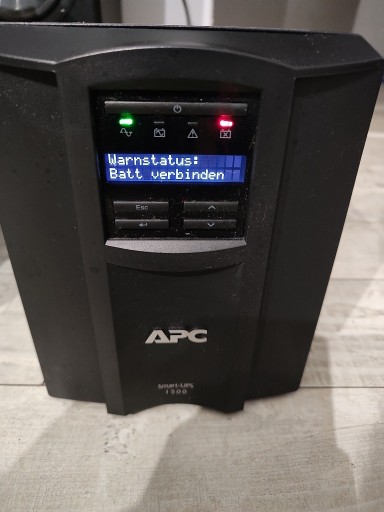 Warnstatus:
Batt verbinden
Esc
APC
Smart-UPS
1500